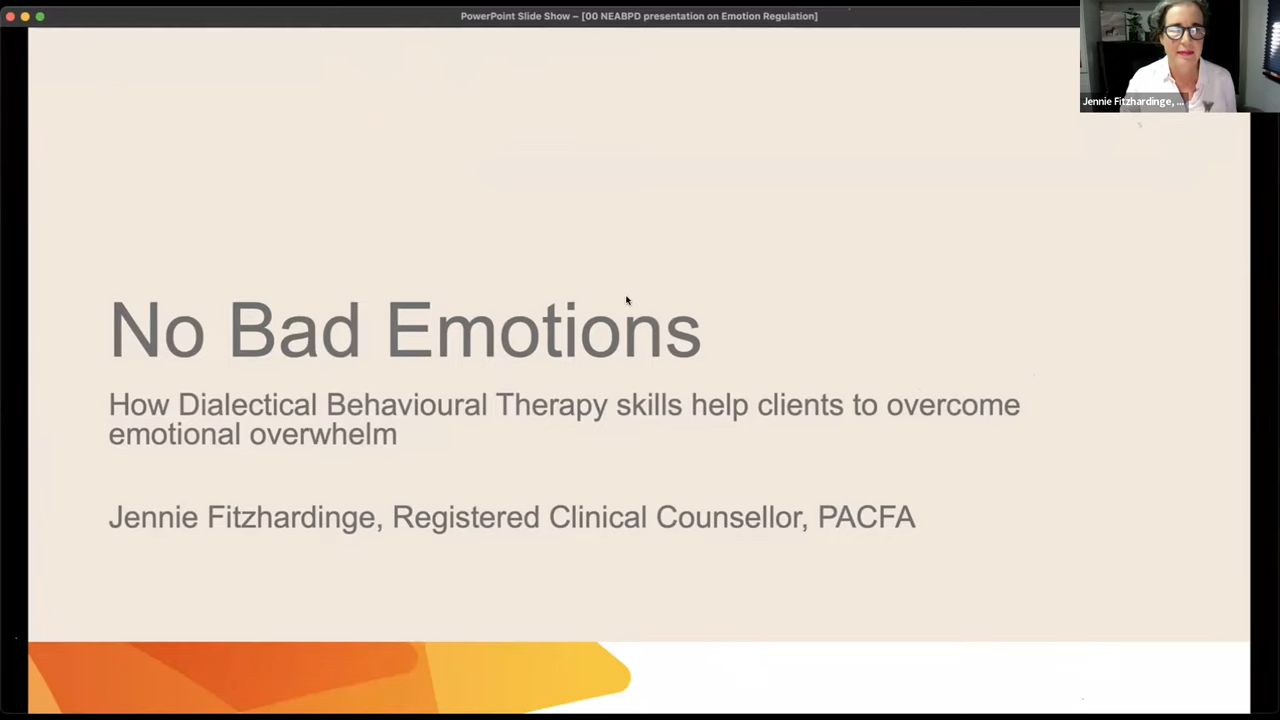 PowerPoint Slide Show – [00 NEABPD presentation on Emotion Regulation]
Jennie Fitzhardinge, ...
No Bad Emotions
How Dialectical Behavioural Therapy skills help clients to overcome
emotional overwhelm
Jennie Fitzhardinge, Registered Clinical Counsellor, PACFA